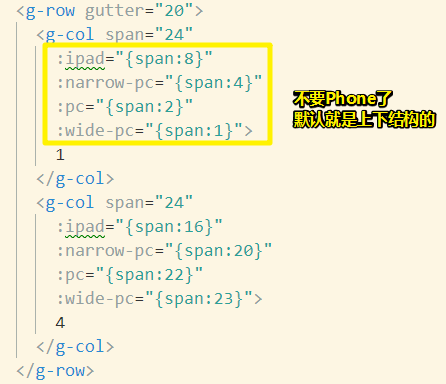 <g-row gutter="20">
<g-col span="24"
:ipad="{span:8}"
:narrow-pc="{span:4}"
:pc="{span:2}"
:wide-pc="{span:1}">
1
</g-col>
<g-col span="24"
:ipad="{span:16}"
:narrow-pc="{span:20}"
:pc="{span:22}"
:wide-pc="{span:23}">
4
</g-col>
</g-row>
不要Phone了
默认就是上下结构的